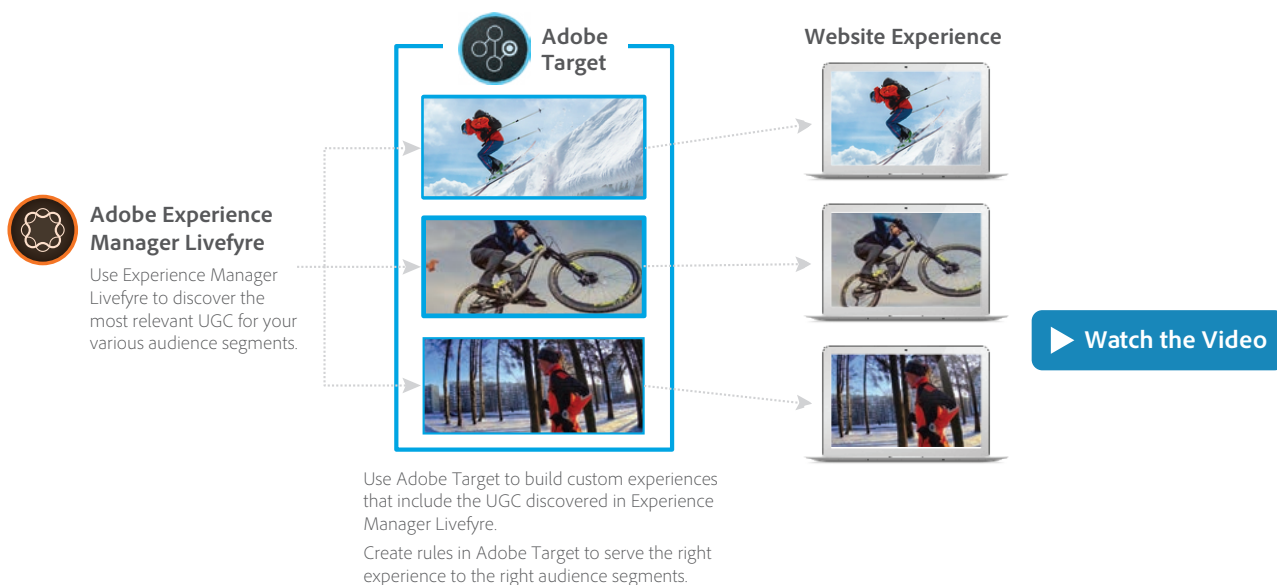 Adobe
Target
Website Experience
Adobe Experience
Manager Livefyre
Use Experience Manager
Livefyre to discover the
most relevant UGC for your
various audience segments.
Watch the Video
Use Adobe Target to build custom experiences
that include the UGC discovered in Experience
Manager Livefyre.
Create rules in Adobe Target to serve the right
experience to the right audience segments.